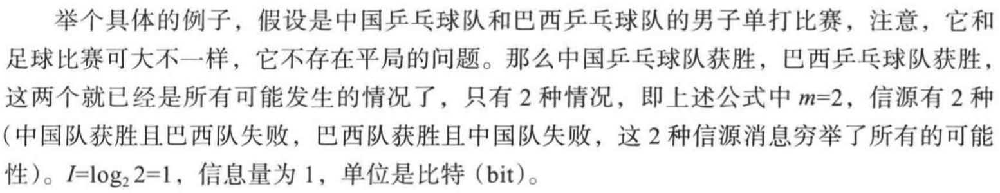 举个具体的例子，假设是中国乒乓球队和巴西乒乓球队的男子单打比赛，注意，它和
足球比赛可大不一样，它不存在平局的问题。那么中国乒乓球队获胜，巴西乒乓球队获胜，
这两个就已经是所有可能发生的情况了，只有 2 种情况，即上述公式中 m=2，信源有 2 种
（中国队获胜且巴西队失败，巴西队获胜且中国队失败，这 2 种信源消息穷举了所有的可能
性）。I=log₂ 2=1，信息量为 1，单位是比特（bit）。